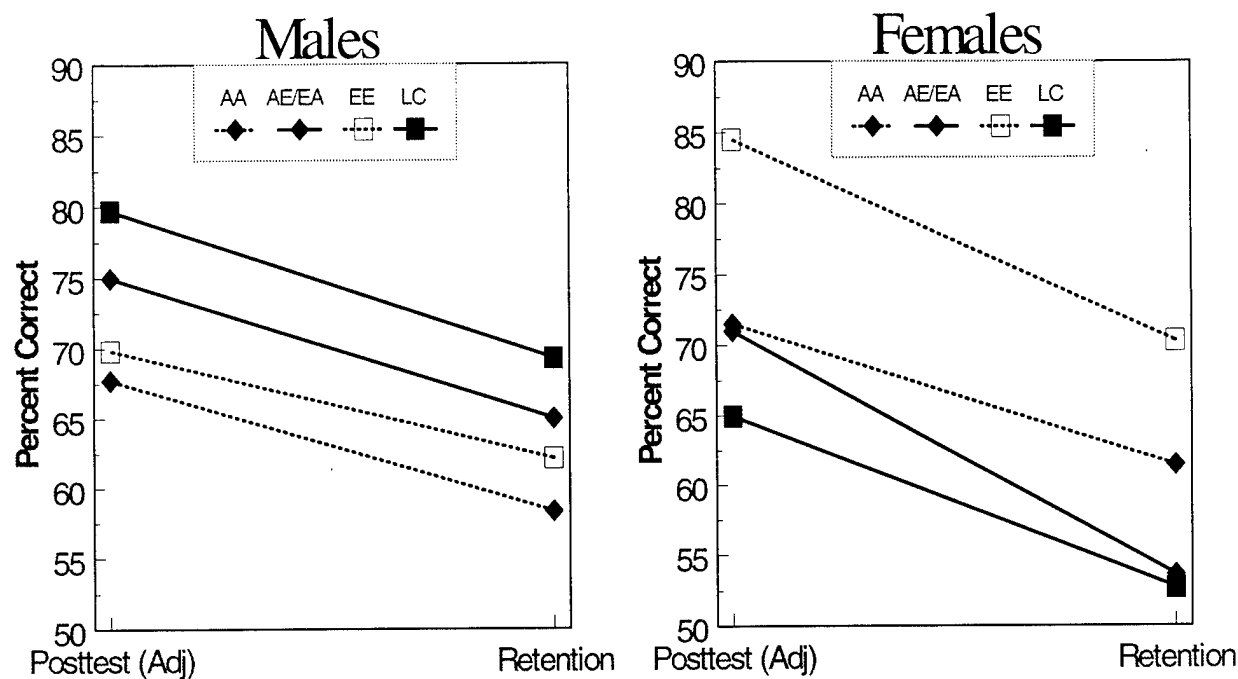 Males
90
85
80
75
70
65
60
55
50
Percent Correct
AA AE/EA EE LC
Posttest (Adj) Retention
Females
90
85
80
75
70
65
60
55
50
Percent Correct
AA AE/EA EE LC
Posttest (Adj) Retention